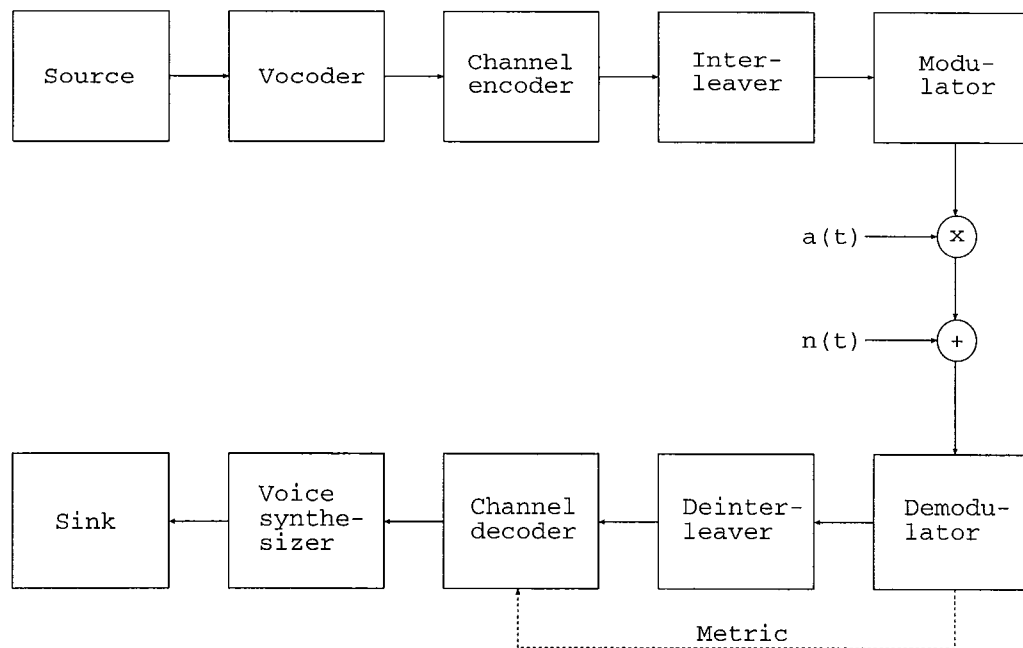 Source
Vocoder
Channel
encoder
Inter-
leaver
Modu-
lator
a(t)
X
n(t)
+
Sink
Voice
synthe-
sizer
Channel
decoder
Deinter-
leaver
Demodu-
lator
Metric